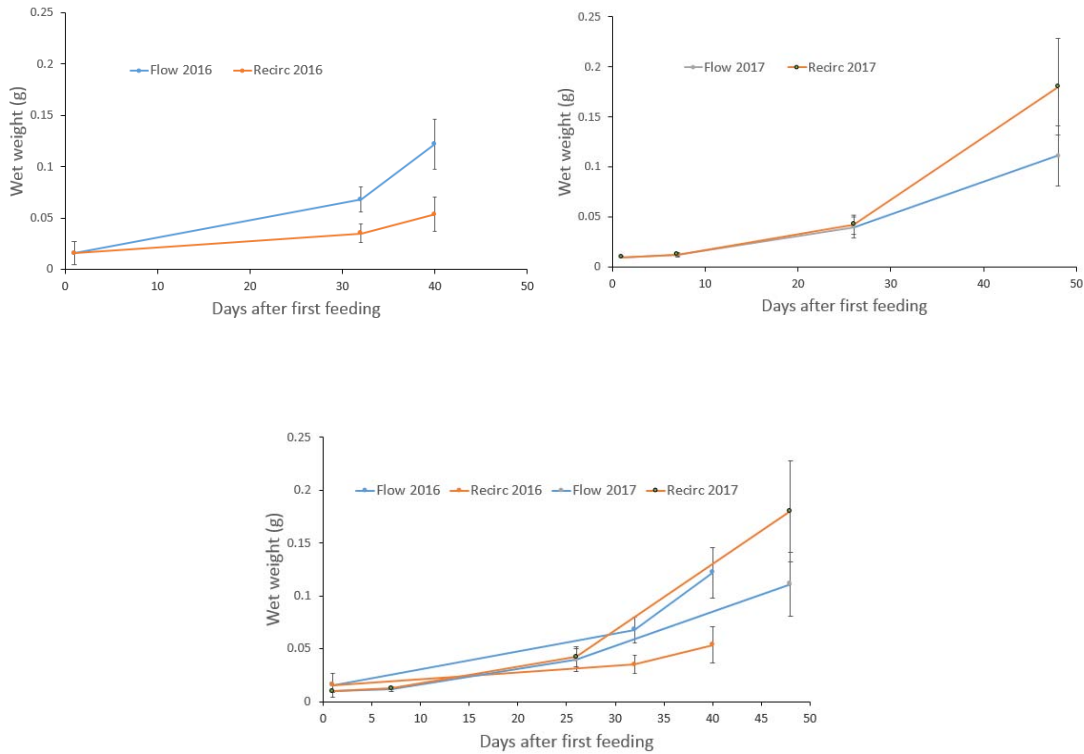 0.25
0.2
0.15
0.1
0.05
0
Wet weight (g)
Flow 2016 Recirc 2016
0 10 20 30 40 50
Days after first feeding
0.25
0.2
0.15
0.1
0.05
0
Wet weight (g)
Flow 2017 Recirc 2017
0 10 20 30 40 50
Days after first feeding
0.25
0.2
0.15
0.1
0.05
0
Wet weight (g)
Flow 2016 Recirc 2016 Flow 2017 Recirc 2017
0 5 10 15 20 25 30 35 40 45 50
Days after first feeding